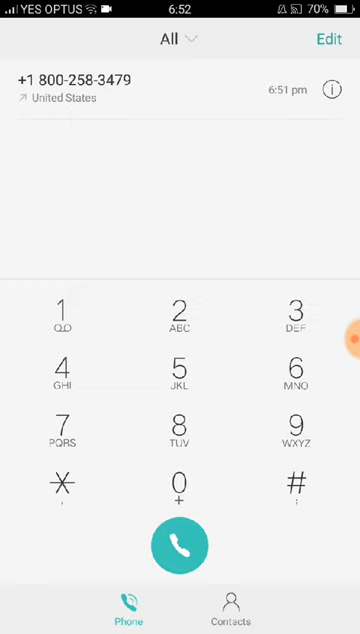 YES OPTUS 6:52 70%
All Edit
+1 800-258-3479
United States 6:51 pm
1 2 3
ABC DEF
4 5 6
GHI JKL MNO
7 8 9
PQRS TUV WXYZ
* 0 #
, + ;
Phone Contacts